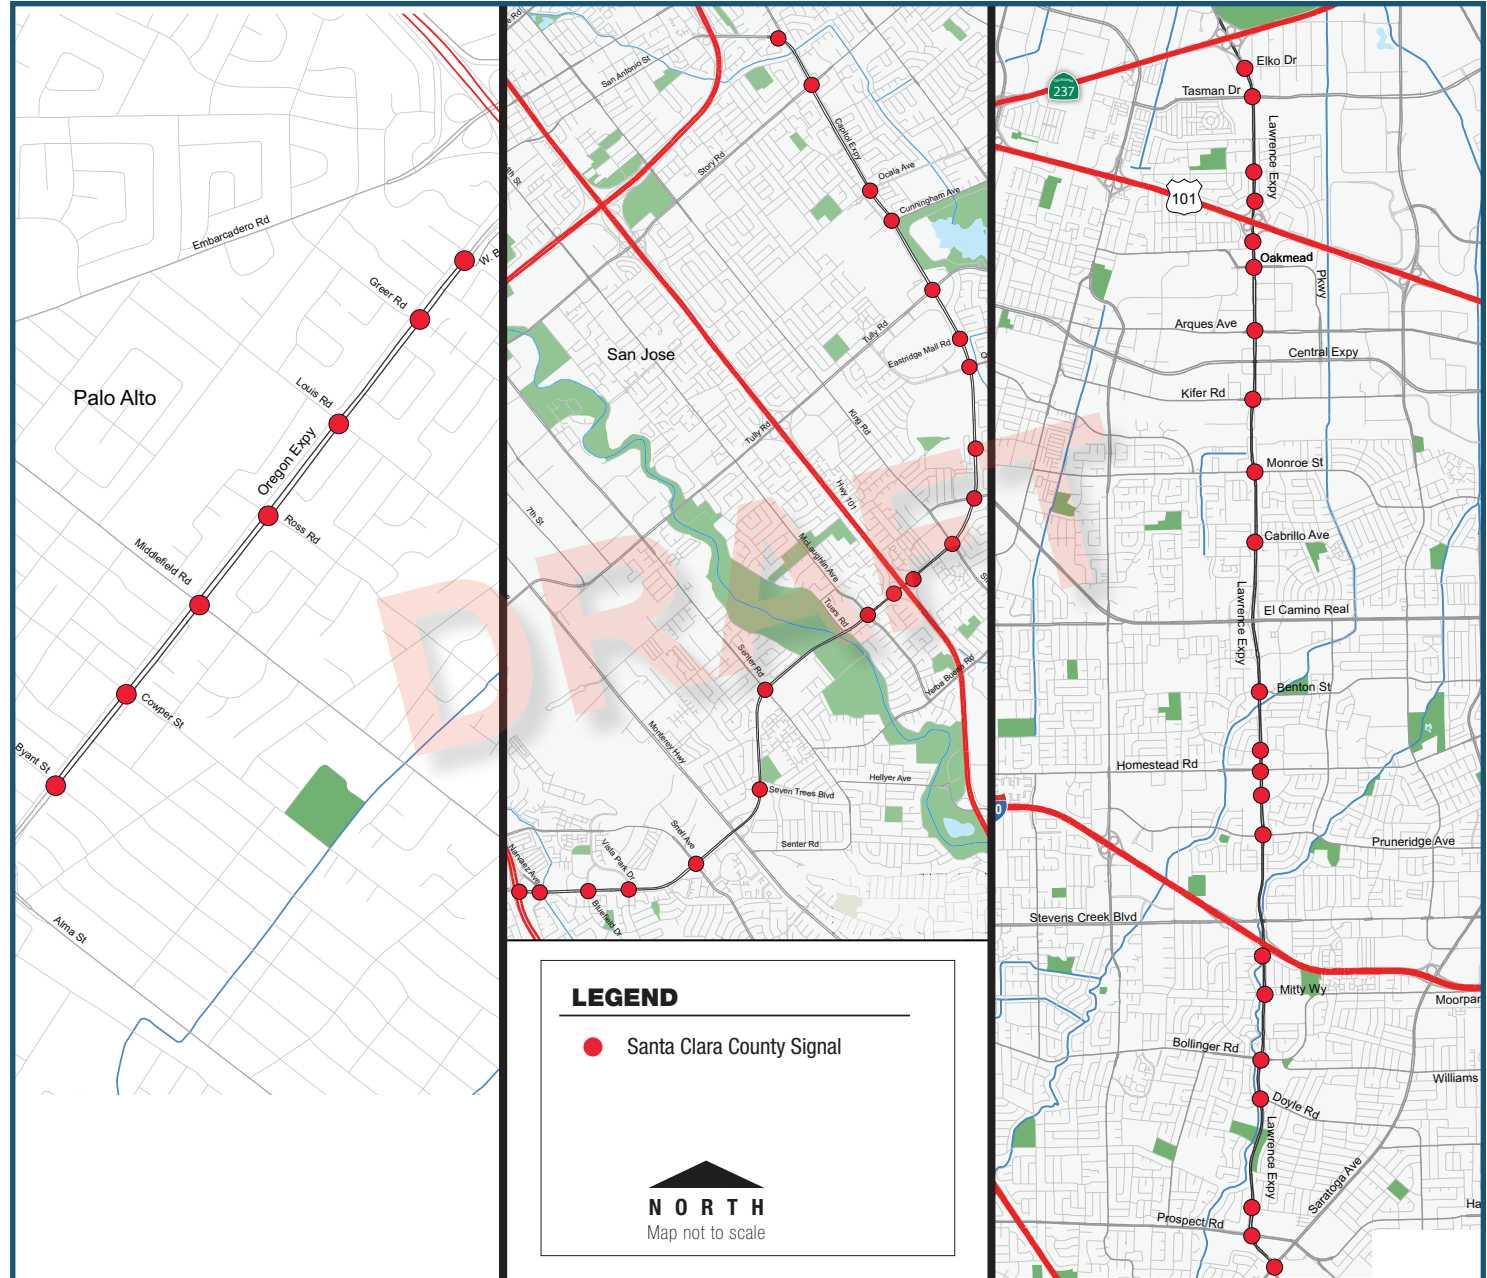 Embarcadero Rd
W. B
Greer Rd
Louis Rd
Palo Alto
Oregon Expy
Ross Rd
Middlefield Rd
Cowper St
Byant St
Alma St
San Antonio St
Capitol Expy
Story Rd
Ocala Ave
Cunningham Ave
Tully Rd
Eastridge Mall Rd
San Jose
King Rd
Tully Rd
Hwy 101
7th St
McLaughlin Ave
Tuers Rd
Senter Rd
Yerba Buena Rd
Monterey Hwy
Hellyer Ave
Seven Trees Blvd
Snell Ave
Senter Rd
Narvaez Ave
Vista Park Dr
Bluefield Dr
DRAFT
LEGEND
Santa Clara County Signal
NORTH
Map not to scale
Elko Dr
237
Tasman Dr
Lawrence Expy
101
Oakmead
Pkwy
Arques Ave
Central Expy
Kifer Rd
Monroe St
Cabrillo Ave
El Camino Real
Lawrence Expy
Benton St
Homestead Rd
0
Pruneridge Ave
Stevens Creek Blvd
Mitty Wy
Moorpar
Bollinger Rd
Williams
Doyle Rd
Lawrence Expy
Saratoga Ave
Ha
Prospect Rd